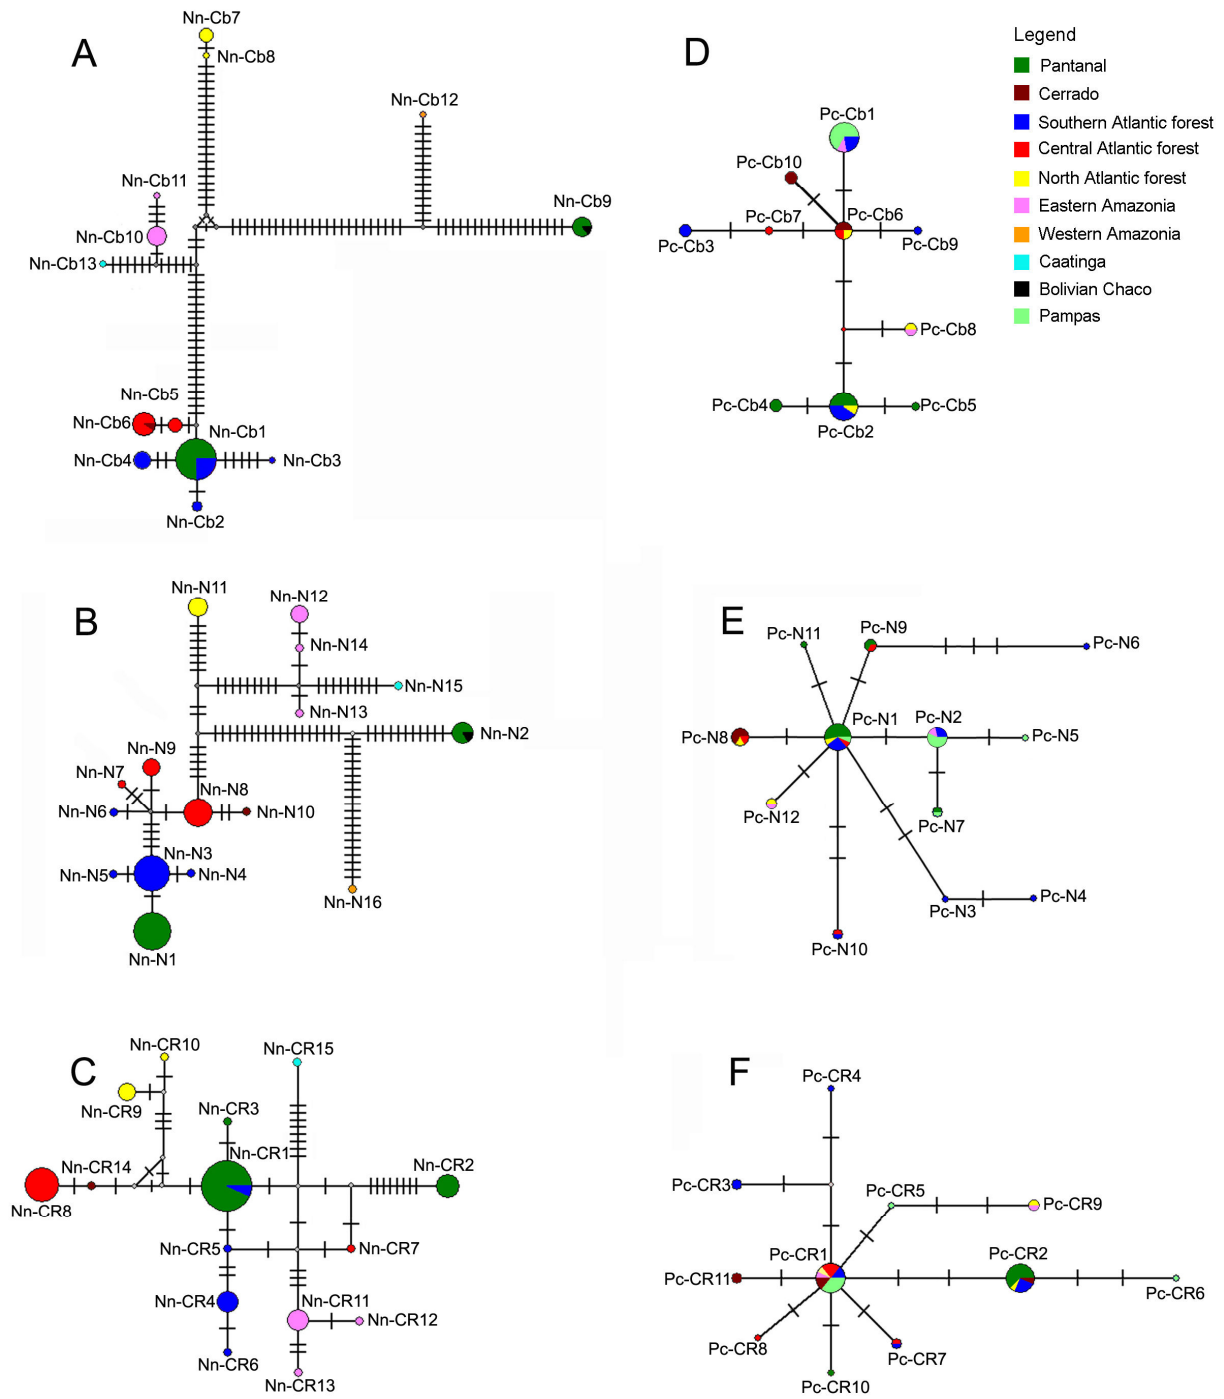 A
Nn-Cb7
Nn-Cb8
Nn-Cb12
Nn-Cb11
Nn-Cb10
Nn-Cb9
Nn-Cb13
Nn-Cb5
Nn-Cb6
Nn-Cb1
Nn-Cb4
Nn-Cb3
Nn-Cb2
D
Pc-Cb1
Pc-Cb10
Pc-Cb7
Pc-Cb6
Pc-Cb3
Pc-Cb9
Pc-Cb8
Pc-Cb4
Pc-Cb5
Pc-Cb2
Legend
Pantanal
Cerrado
Southern Atlantic forest
Central Atlantic forest
North Atlantic forest
Eastern Amazonia
Western Amazonia
Caatinga
Bolivian Chaco
Pampas
B
Nn-N11
Nn-N12
Nn-N14
Nn-N15
Nn-N13
Nn-N2
Nn-N9
Nn-N7
Nn-N8
Nn-N6
Nn-N10
Nn-N3
Nn-N5
Nn-N4
Nn-N16
Nn-N1
E
Pc-N11
Pc-N9
Pc-N6
Pc-N1
Pc-N2
Pc-N8
Pc-N5
Pc-N12
Pc-N7
Pc-N3
Pc-N4
Pc-N10
C
Nn-CR10
Nn-CR15
Nn-CR9
Nn-CR3
Nn-CR1
Nn-CR14
Nn-CR2
Nn-CR8
Nn-CR5
Nn-CR7
Nn-CR4
Nn-CR11
Nn-CR12
Nn-CR6
Nn-CR13
F
Pc-CR4
Pc-CR3
Pc-CR5
Pc-CR9
Pc-CR1
Pc-CR2
Pc-CR11
Pc-CR6
Pc-CR8
Pc-CR7
Pc-CR10